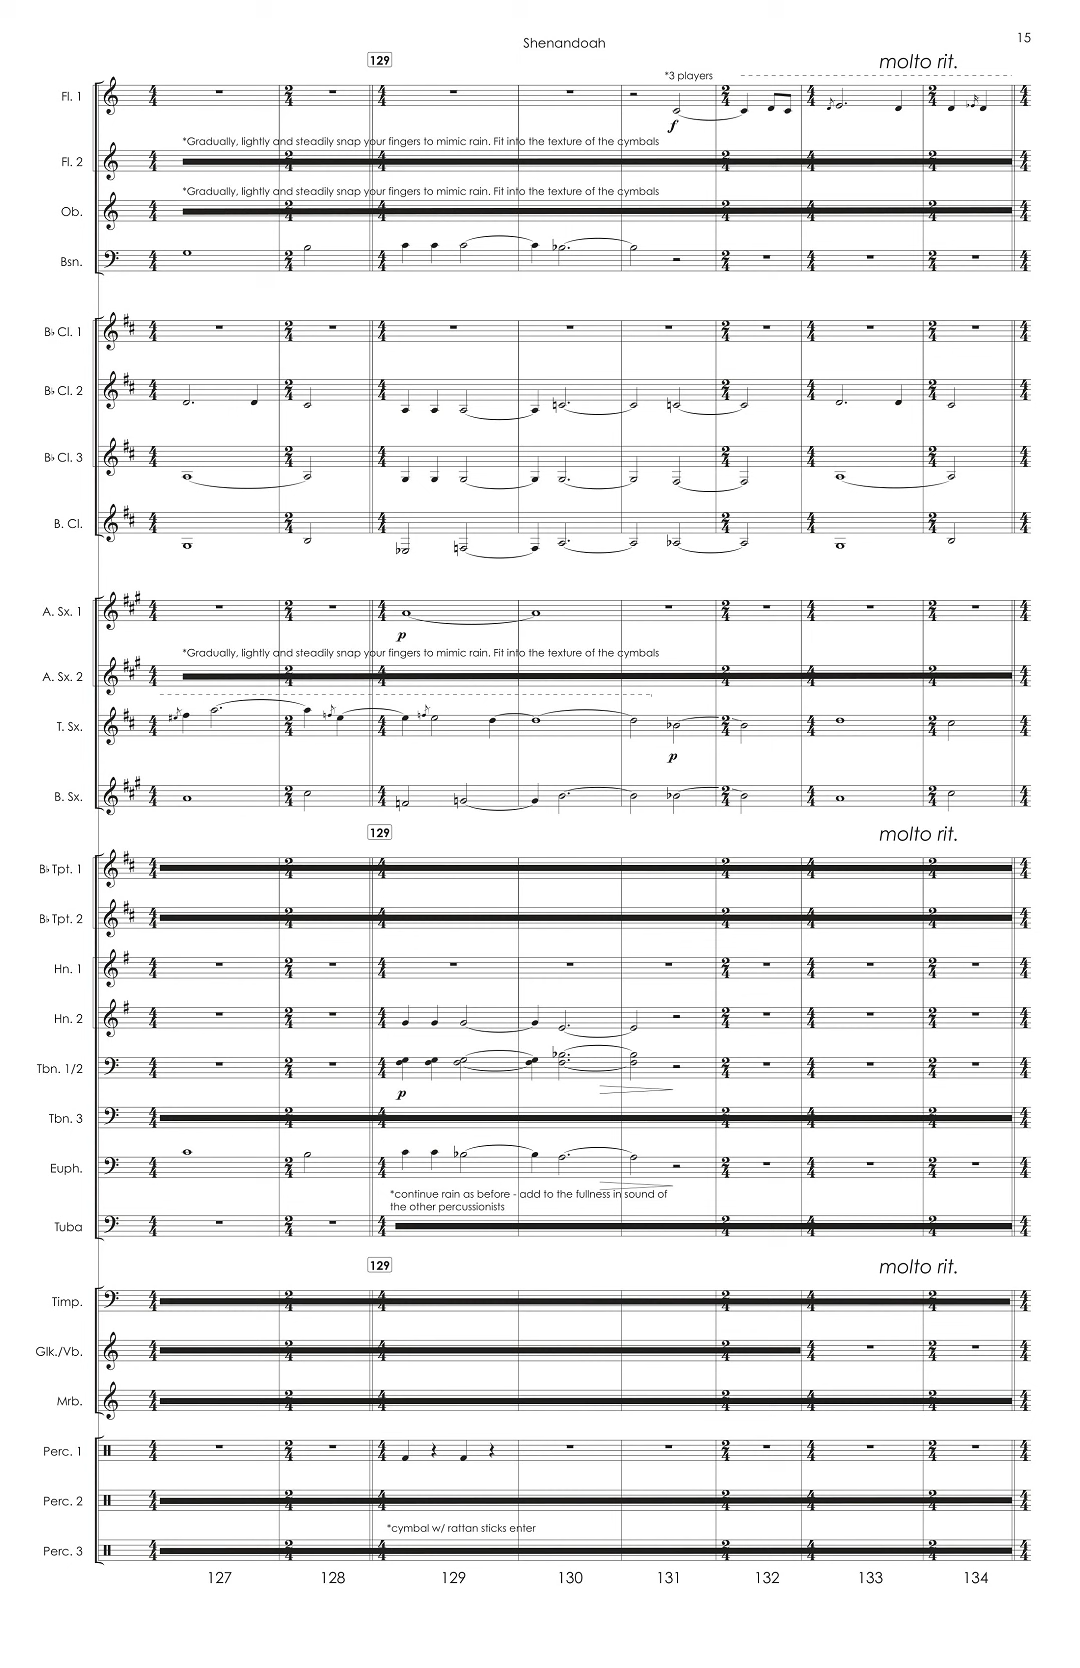 Shenandoah
15
129
molto rit.
*3 players
Fl. 1
f
*Gradually, lightly and steadily snap your fingers to mimic rain. Fit into the texture of the cymbals
Fl. 2
*Gradually, lightly and steadily snap your fingers to mimic rain. Fit into the texture of the cymbals
Ob.
Bsn.
B♭ Cl. 1
B♭ Cl. 2
B♭ Cl. 3
B. Cl.
A. Sx. 1
p
*Gradually, lightly and steadily snap your fingers to mimic rain. Fit into the texture of the cymbals
A. Sx. 2
T. Sx.
p
B. Sx.
129
molto rit.
B♭ Tpt. 1
B♭ Tpt. 2
Hn. 1
Hn. 2
Tbn. 1/2
p
Tbn. 3
Euph.
*continue rain as before - add to the fullness in sound of
the other percussionists
Tuba
129
molto rit.
Timp.
Glk./Vb.
Mrb.
Perc. 1
Perc. 2
*cymbal w/ rattan sticks enter
Perc. 3
127 128 129 130 131 132 133 134